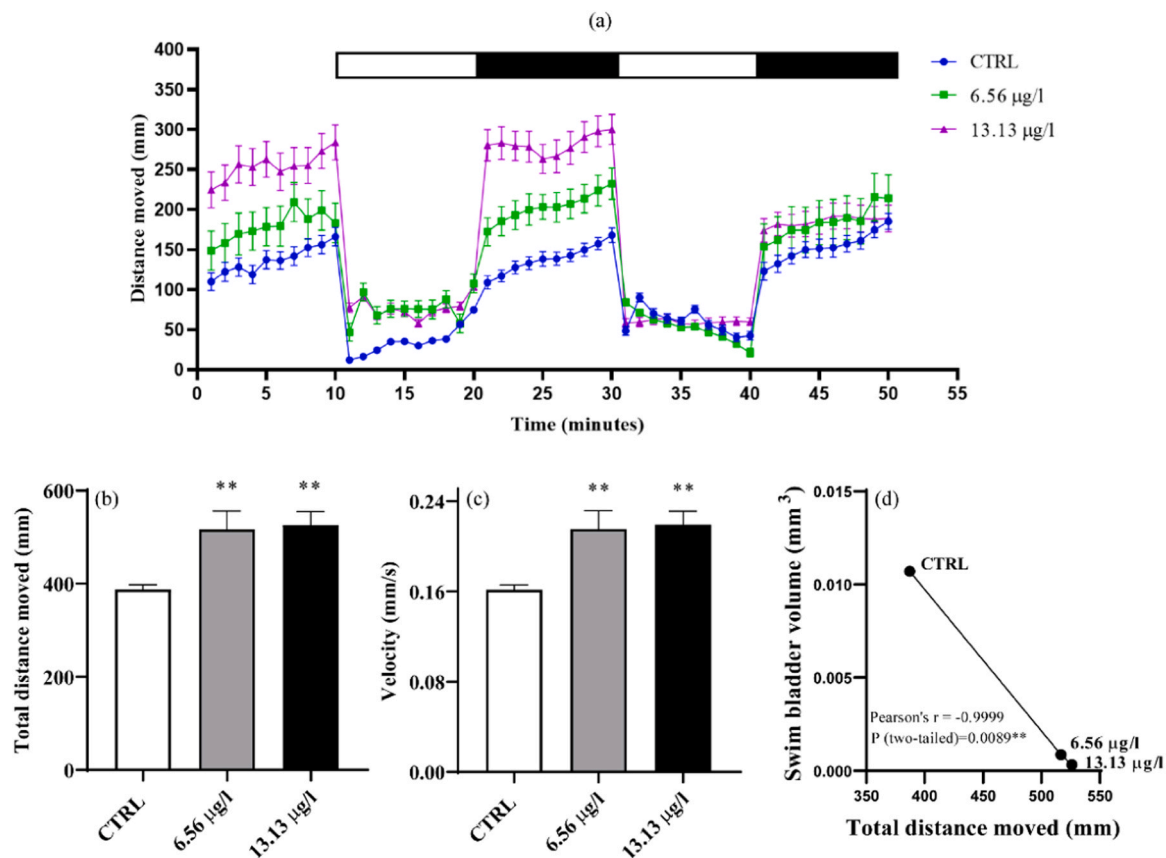 (a)
400
350
300
250
200
150
100
50
0
Distance moved (mm)
CTRL
6.56 μg/l
13.13 μg/l
0 5 10 15 20 25 30 35 40 45 50 55
Time (minutes)
(b)
** **
600
400
200
0
Total distance moved (mm)
CTRL
6.56 μg/l
13.13 μg/l
(c)
** **
0.24
0.16
0.08
0.00
Velocity (mm/s)
CTRL
6.56 μg/l
13.13 μg/l
(d)
0.015
0.010
0.005
0.000
Swim bladder volume (mm³)
CTRL
Pearson's r = -0.9999
P (two-tailed)=0.0089**
6.56 μg/l
13.13 μg/l
350 400 450 500 550
Total distance moved (mm)